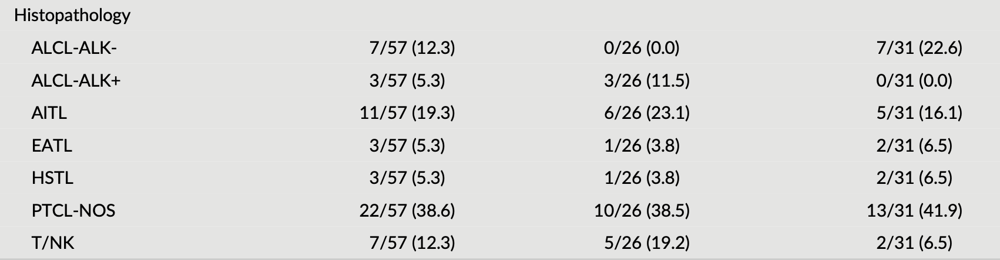 Histopathology
ALCL-ALK- 7/57 (12.3) 0/26 (0.0) 7/31 (22.6)
ALCL-ALK+ 3/57 (5.3) 3/26 (11.5) 0/31 (0.0)
AITL 11/57 (19.3) 6/26 (23.1) 5/31 (16.1)
EATL 3/57 (5.3) 1/26 (3.8) 2/31 (6.5)
HSTL 3/57 (5.3) 1/26 (3.8) 2/31 (6.5)
PTCL-NOS 22/57 (38.6) 10/26 (38.5) 13/31 (41.9)
T/NK 7/57 (12.3) 5/26 (19.2) 2/31 (6.5)